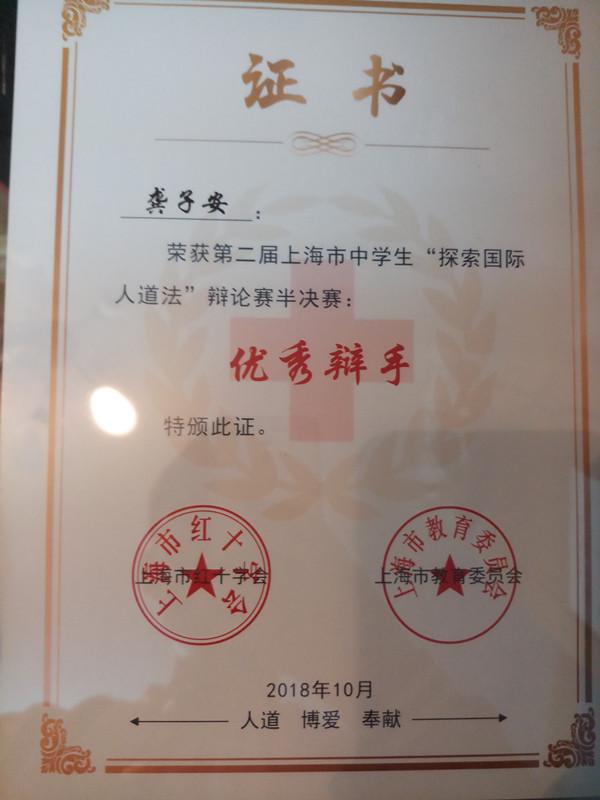 证书
龚子安：
荣获第二届上海市中学生“探索国际
人道法”辩论赛半决赛：
优秀辩手
特颁此证。
上海市红十字会
上海市教育委员会
上海市红十字会
上海市教育委员会
2018年10月
人道 博爱 奉献